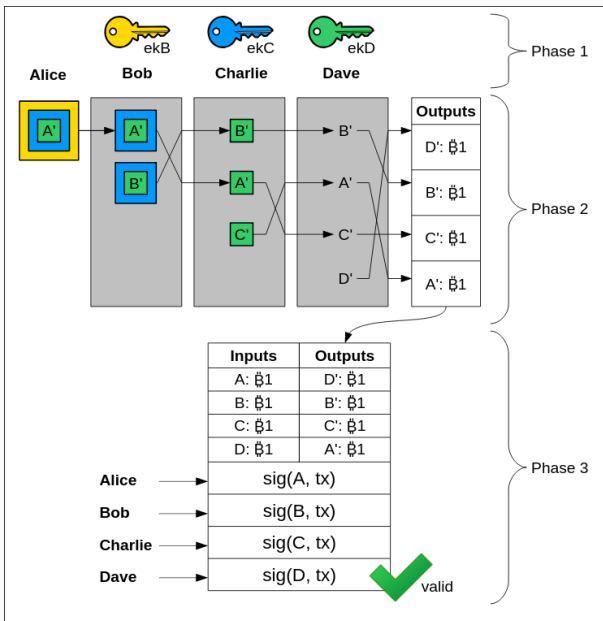 ekB
ekC
ekD
Phase 1
Alice
Bob
Charlie
Dave
Outputs
A'
A'
B'
B'
D': ₿1
B'
A'
A'
B': ₿1
Phase 2
C'
C'
C': ₿1
D'
A': ₿1
Inputs
Outputs
A: ₿1
D': ₿1
B: ₿1
B': ₿1
C: ₿1
C': ₿1
D: ₿1
A': ₿1
Phase 3
Alice
sig(A, tx)
Bob
sig(B, tx)
Charlie
sig(C, tx)
Dave
sig(D, tx)
valid